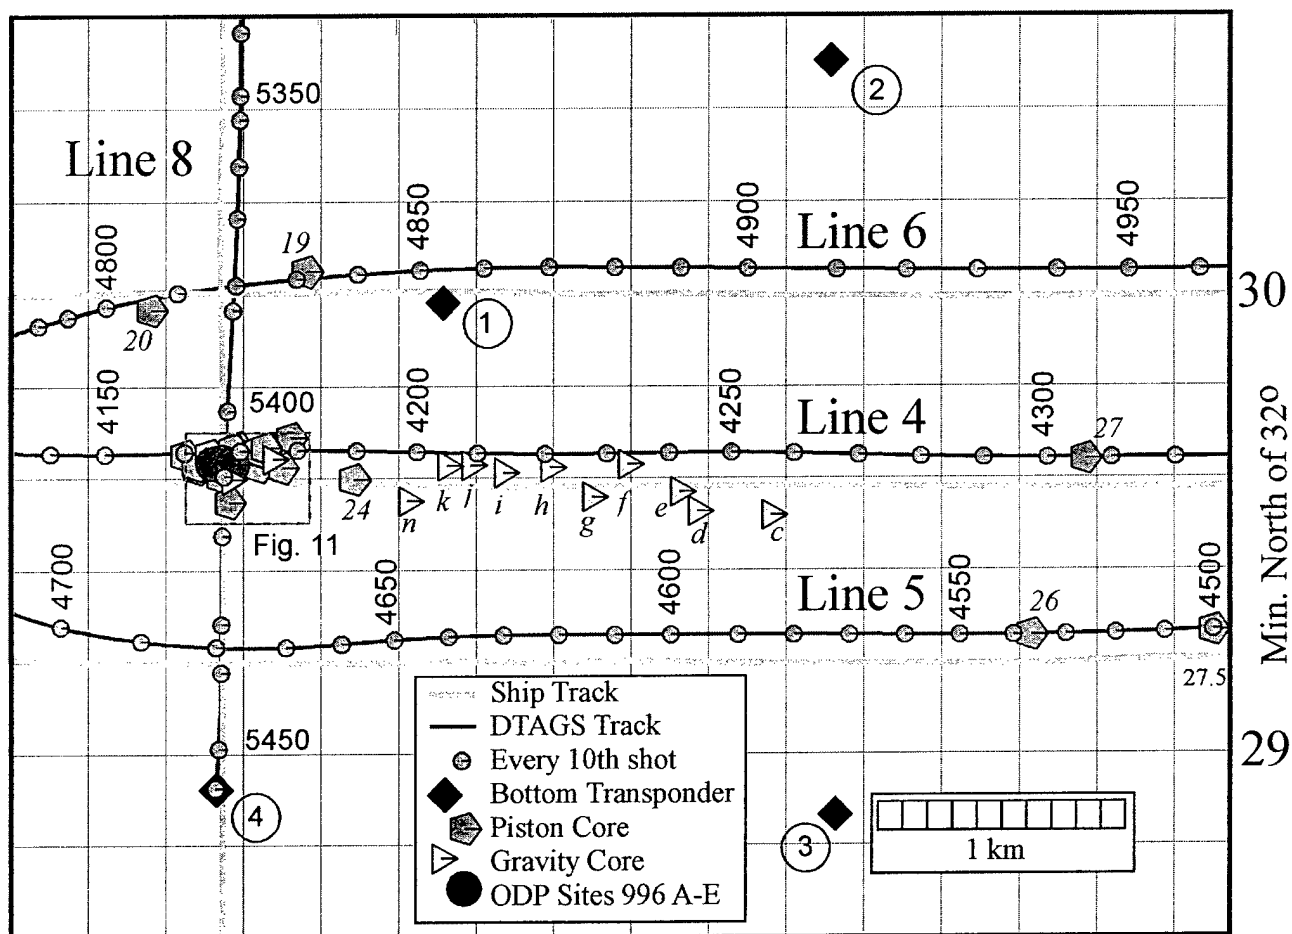 5350
2
Line 8
4850
4900
4950
19
4800
Line 6
30
20
1
4150
5400
4200
4250
4300
Line 4
27
24
n
k
j
i
h
g
f
e
d
c
Fig. 11
Min. North of 32°
4700
4650
4600
4550
4500
Line 5
26
27.5
Ship Track
DTAGS Track
5450
Every 10th shot
29
Bottom Transponder
4
Piston Core
3
1 km
Gravity Core
ODP Sites 996 A-E